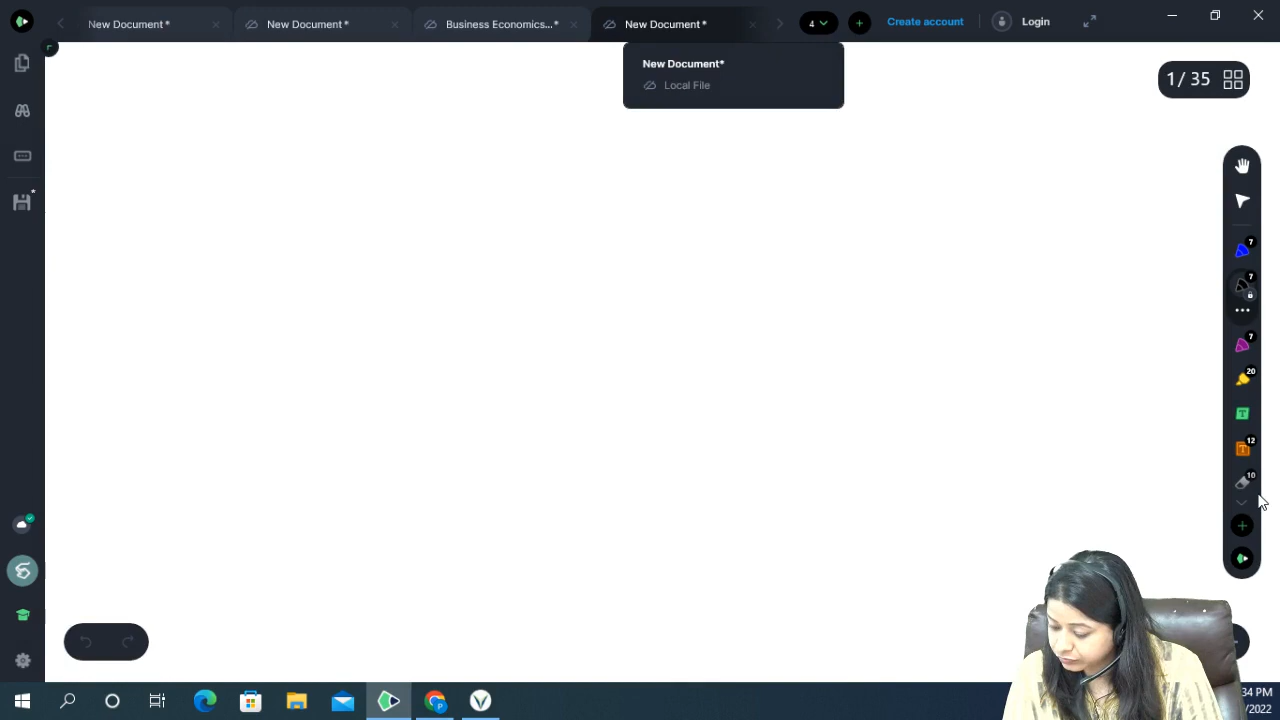 New Document *
New Document *
Business Economics... *
New Document *
4
Create account
Login
New Document*
Local File
1 / 35
7
7
7
20
T
T
12
10
:34 PM
/2022